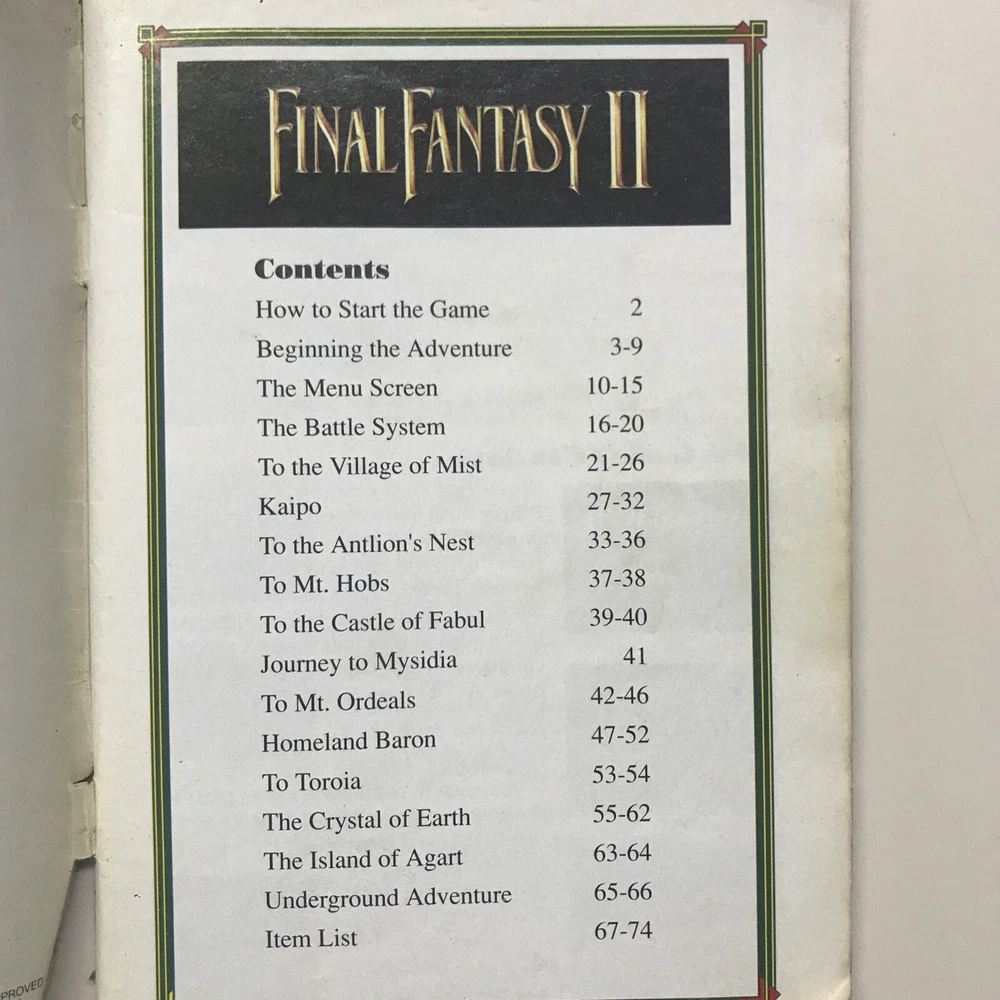 FINAL FANTASY II
Contents
How to Start the Game 2
Beginning the Adventure 3-9
The Menu Screen 10-15
The Battle System 16-20
To the Village of Mist 21-26
Kaipo 27-32
To the Antlion's Nest 33-36
To Mt. Hobs 37-38
To the Castle of Fabul 39-40
Journey to Mysidia 41
To Mt. Ordeals 42-46
Homeland Baron 47-52
To Toroia 53-54
The Crystal of Earth 55-62
The Island of Agart 63-64
Underground Adventure 65-66
Item List 67-74
PROVED